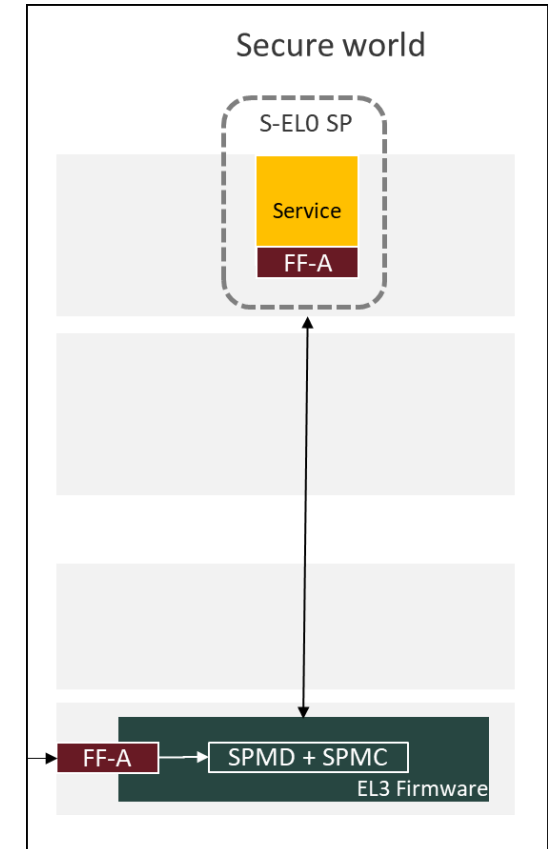 Secure world
S-EL0 SP
Service
FF-A
FF-A
SPMD + SPMC
EL3 Firmware